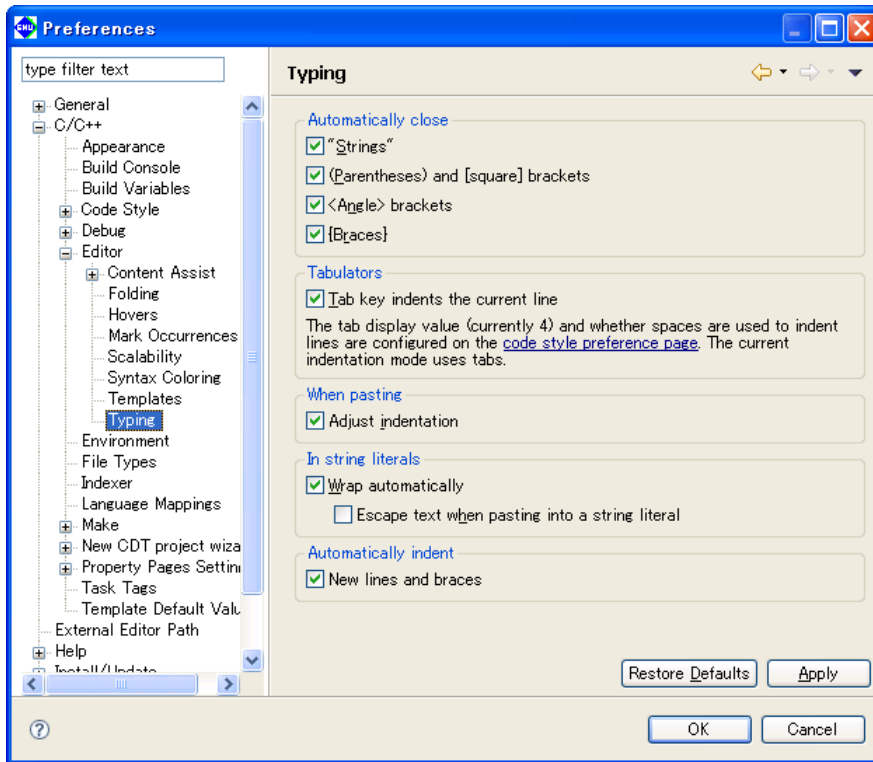 GNU Preferences
type filter text
General
C/C++
Appearance
Build Console
Build Variables
Code Style
Debug
Editor
Content Assist
Folding
Hovers
Mark Occurrences
Scalability
Syntax Coloring
Templates
Typing
Environment
File Types
Indexer
Language Mappings
Make
New CDT project wiza
Property Pages Settin
Task Tags
Template Default Valu
External Editor Path
Help
Install/Update
Typing
Automatically close
"Strings"
(Parentheses) and [square] brackets
<Angle> brackets
{Braces}
Tabulators
Tab key indents the current line
The tab display value (currently 4) and whether spaces are used to indent
lines are configured on the code style preference page. The current
indentation mode uses tabs.
When pasting
Adjust indentation
In string literals
Wrap automatically
Escape text when pasting into a string literal
Automatically indent
New lines and braces
Restore Defaults
Apply
?
OK
Cancel